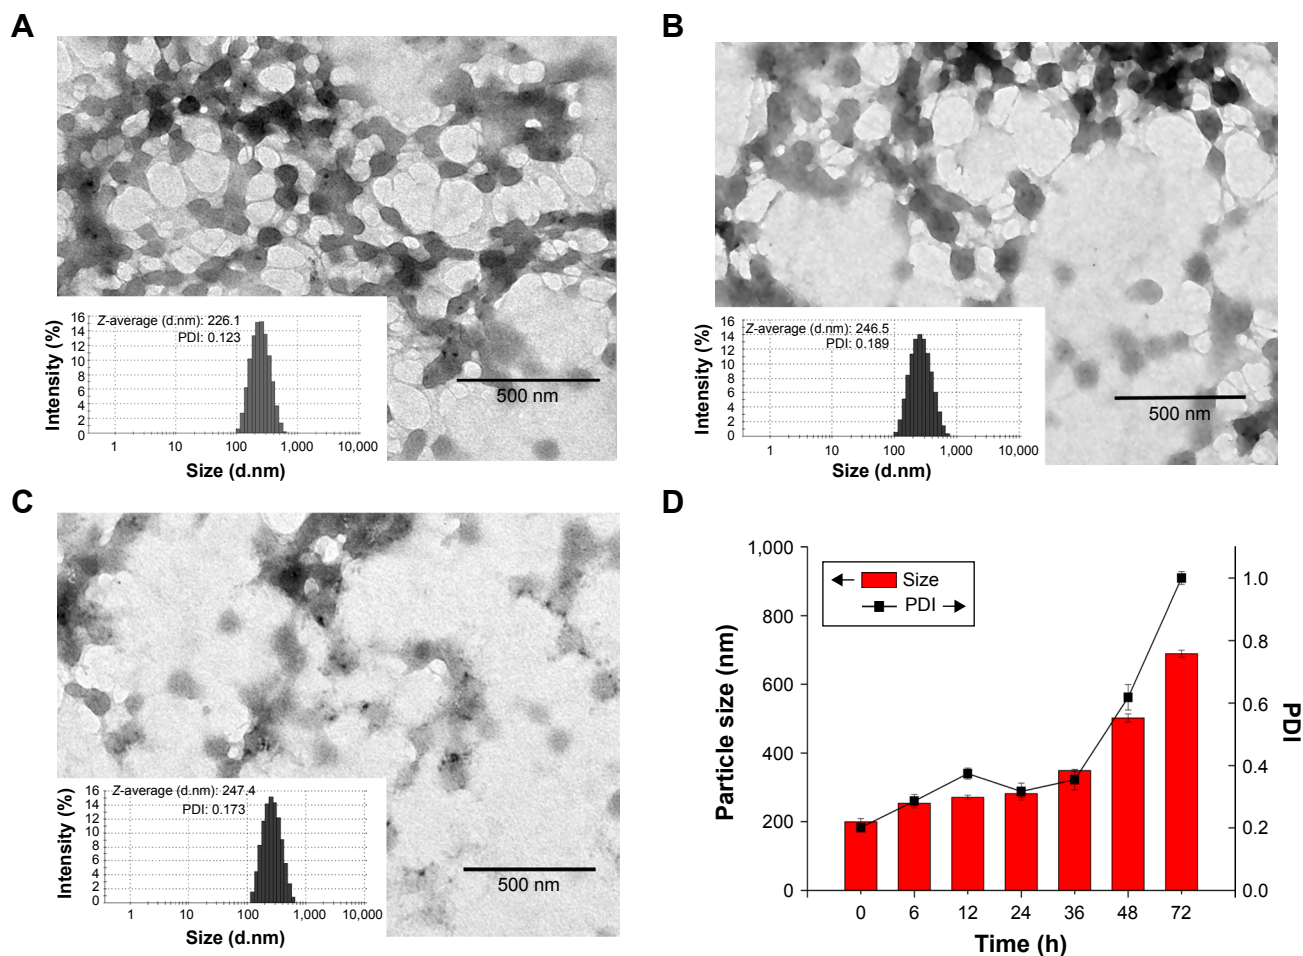 A
Z-average (d.nm): 226.1
PDI: 0.123
Intensity (%)
16
14
12
10
8
6
4
2
0
1
10
100
1,000
10,000
Size (d.nm)
500 nm
B
Z-average (d.nm): 246.5
PDI: 0.189
Intensity (%)
16
14
12
10
8
6
4
2
0
1
10
100
1,000
10,000
Size (d.nm)
500 nm
C
Z-average (d.nm): 247.4
PDI: 0.173
Intensity (%)
16
14
12
10
8
6
4
2
0
1
10
100
1,000
10,000
Size (d.nm)
500 nm
D
Size
PDI
Particle size (nm)
1,000
800
600
400
200
0
PDI
1.0
0.8
0.6
0.4
0.2
0.0
0
6
12
24
36
48
72
Time (h)